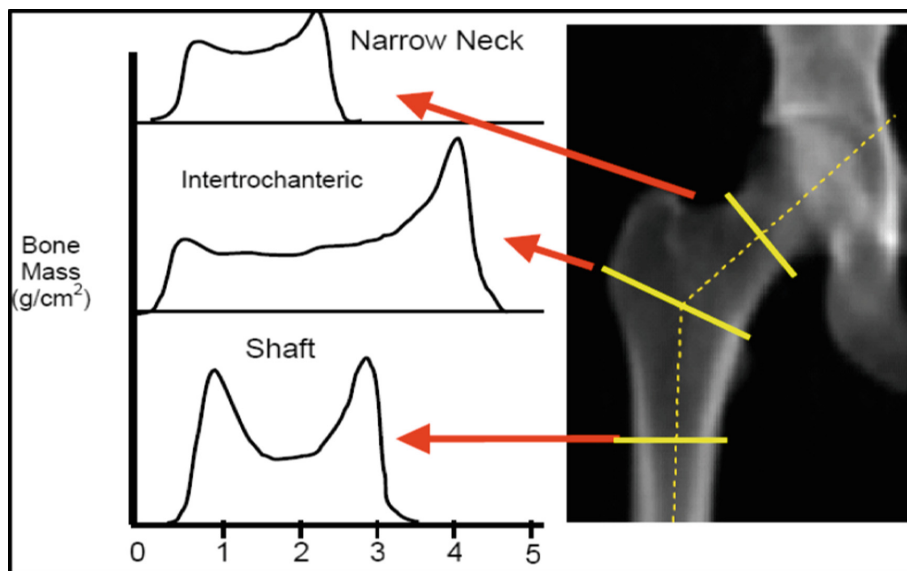 Narrow Neck
Intertrochanteric
Bone
Mass
(g/cm²)
Shaft
0 1 2 3 4 5